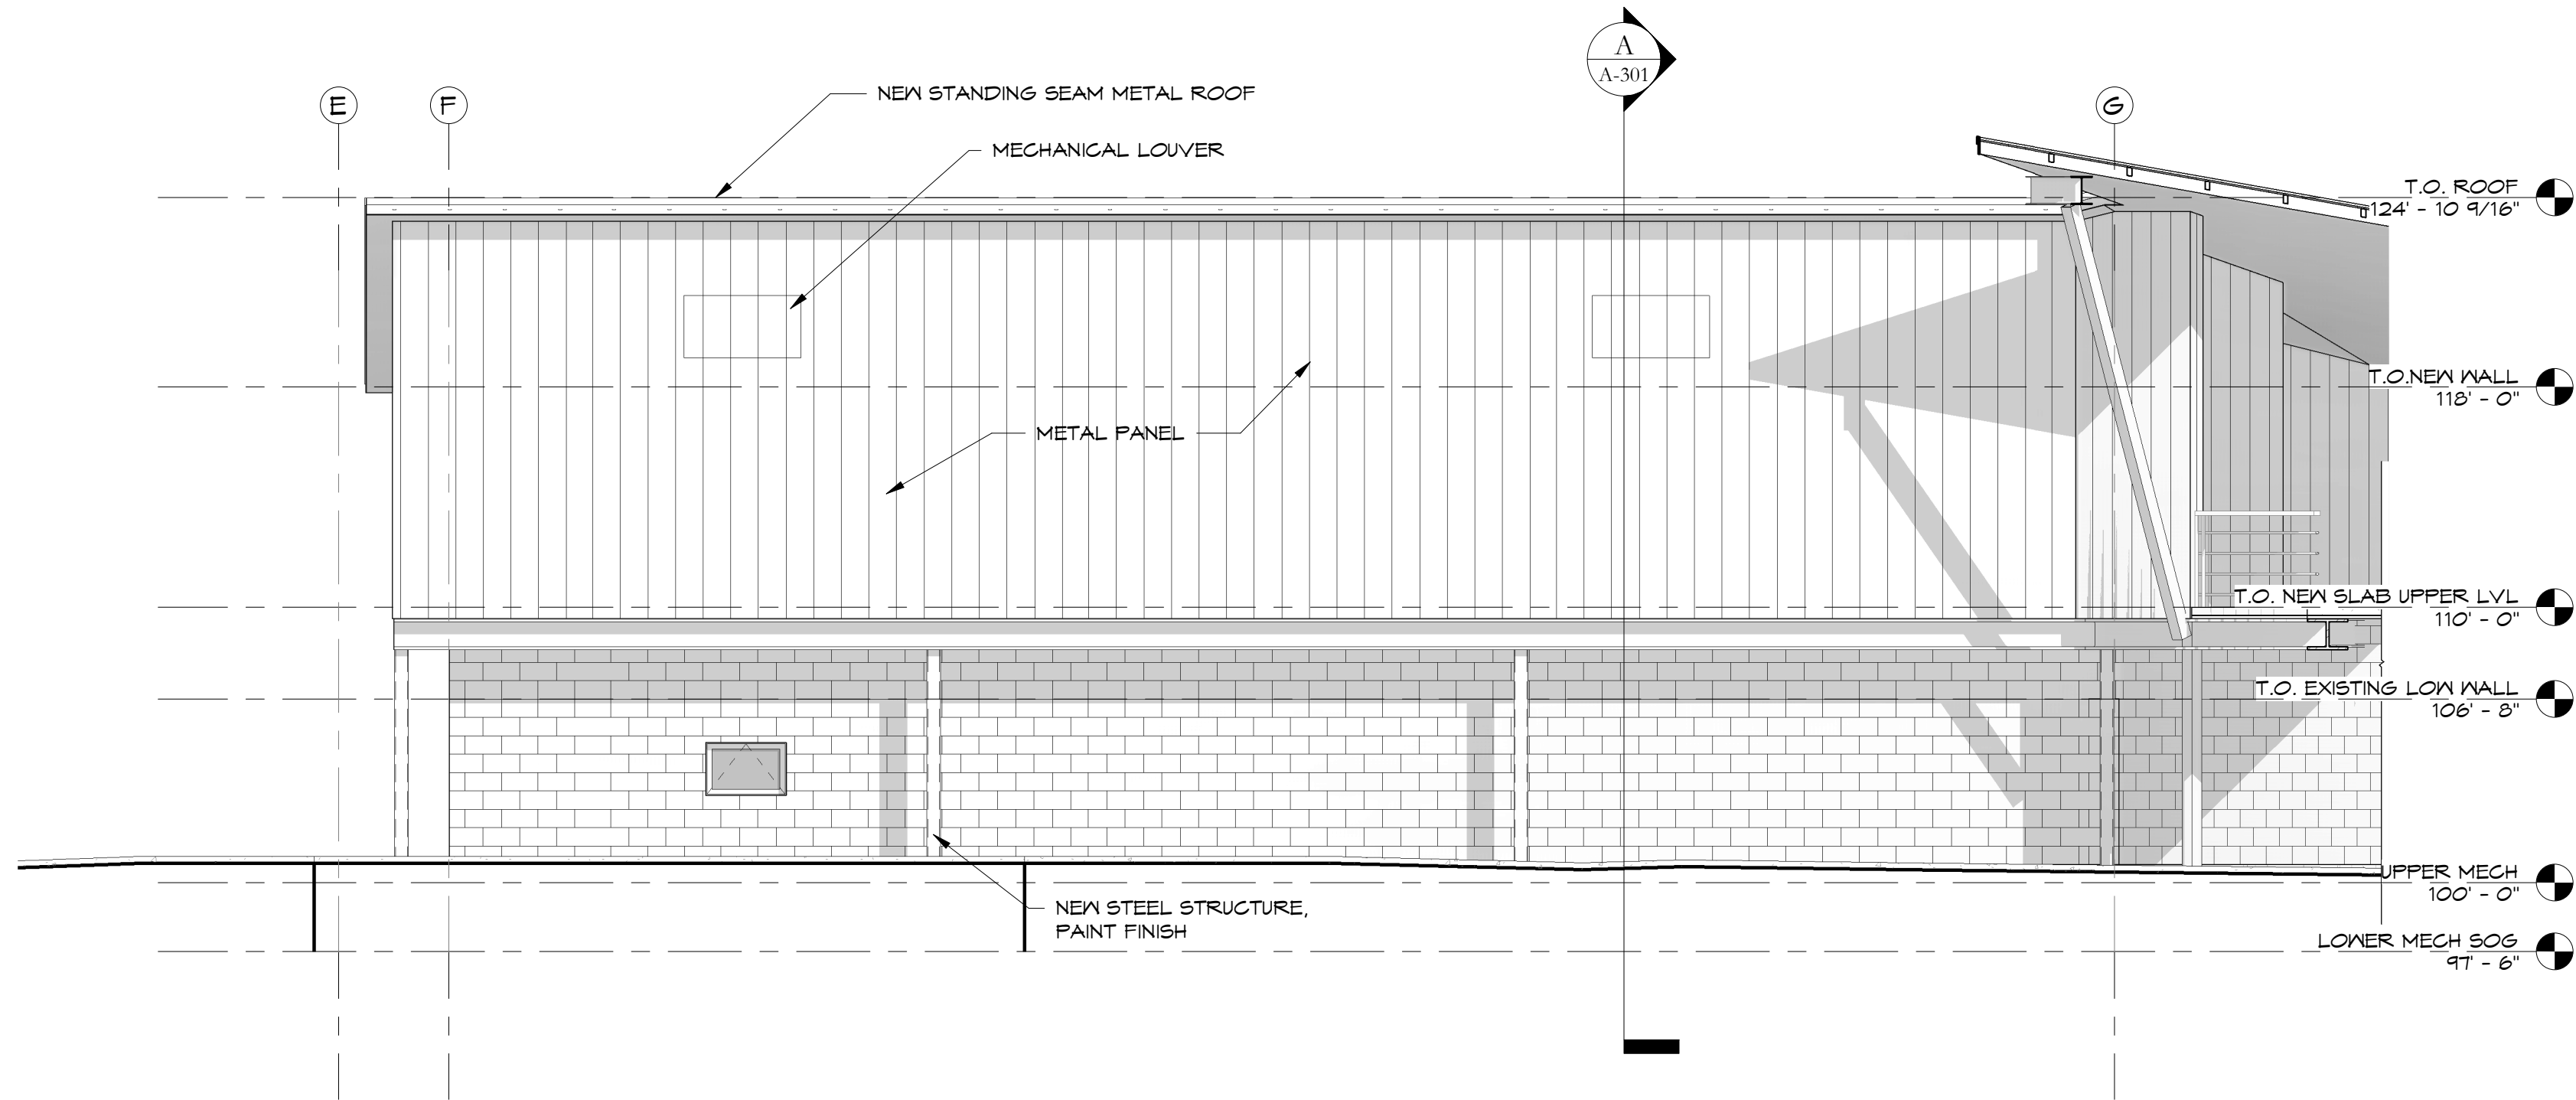 A
A-301
E
F
G
NEW STANDING SEAM METAL ROOF
MECHANICAL LOUVER
T.O. ROOF
124' - 10 9/16"
T.O.NEW WALL
118' - 0"
METAL PANEL
T.O. NEW SLAB UPPER LVL
110' - 0"
T.O. EXISTING LOW WALL
106' - 8"
UPPER MECH
100' - 0"
NEW STEEL STRUCTURE,
PAINT FINISH
LOWER MECH SOG
97' - 6"